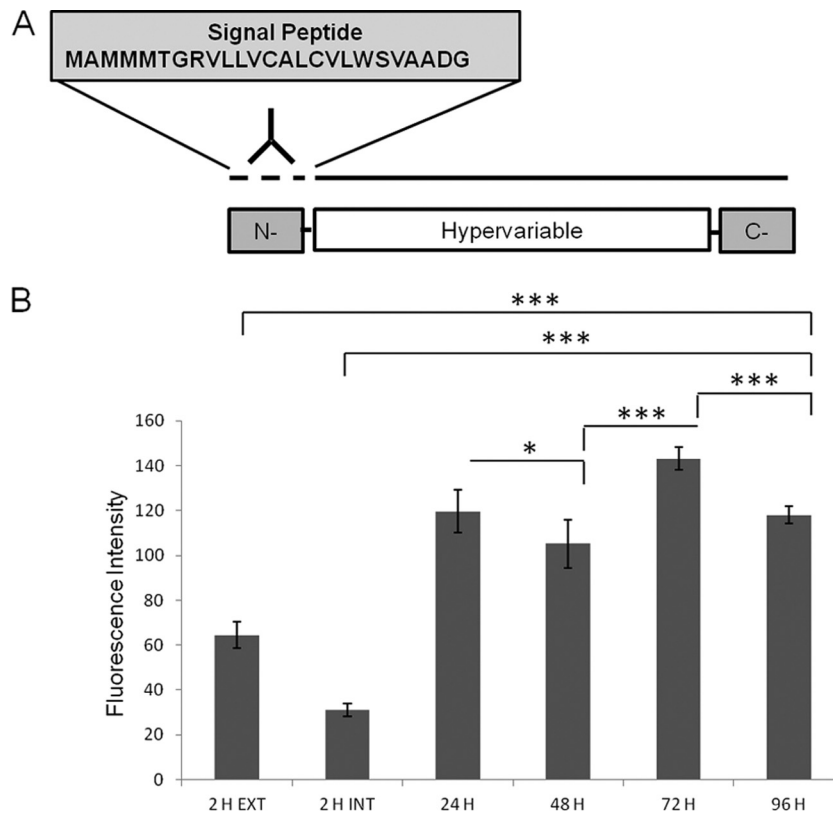 A
Signal Peptide
MAMMMTGRVLLVCALCVLWSVAADG
N-
Hypervariable
C-
B
***
***
***
***
*
160
140
120
100
80
60
40
20
0
Fluorescence Intensity
2 H EXT
2 H INT
24 H
48 H
72 H
96 H